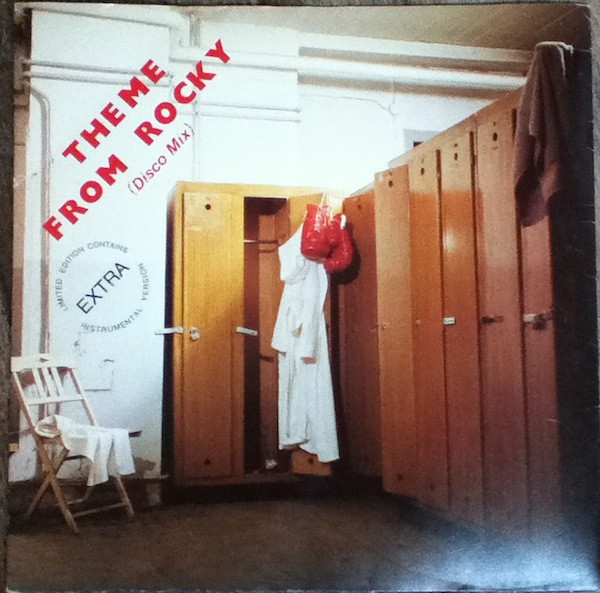 THEME
FROM ROCKY
(Disco Mix)
LIMITED EDITION CONTAINS
EXTRA
INSTRUMENTAL VERSION